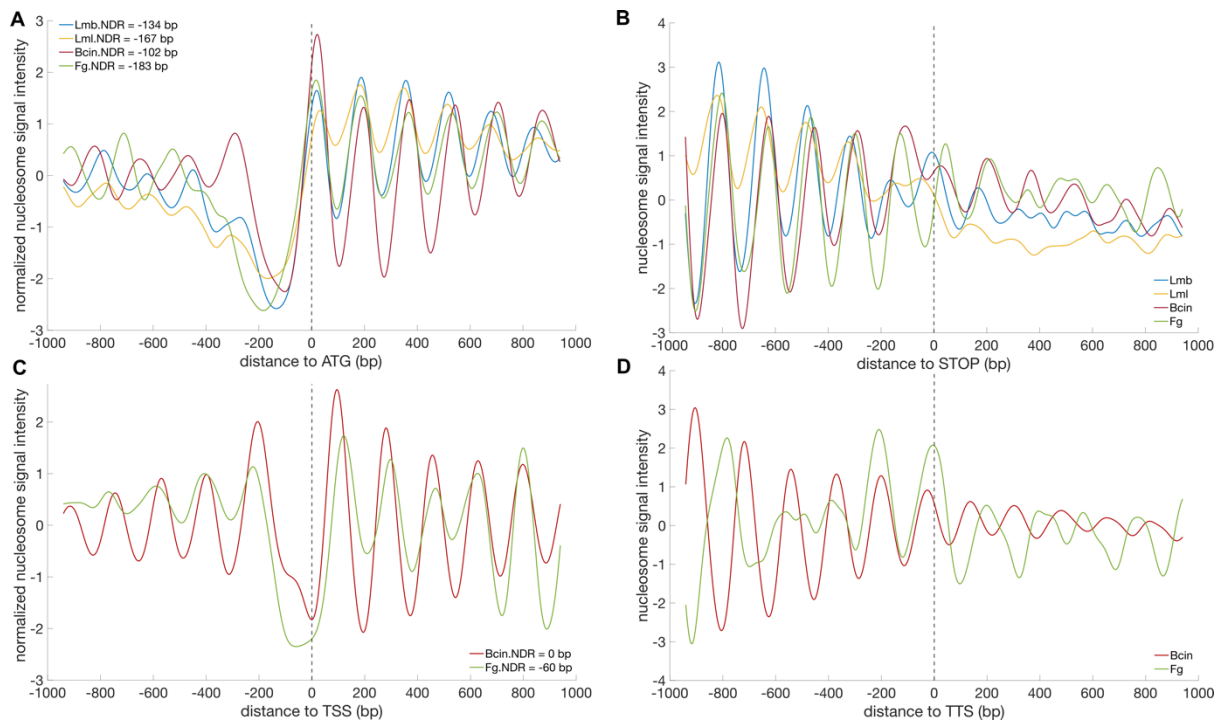 A
normalized nucleosome signal intensity
3
2
1
0
-1
-2
-3
Lmb.NDR = -134 bp
Lml.NDR = -167 bp
Bcin.NDR = -102 bp
Fg.NDR = -183 bp
-1000 -800 -600 -400 -200 0 200 400 600 800 1000
distance to ATG (bp)
B
nucleosome signal intensity
4
3
2
1
0
-1
-2
-3
Lmb
Lml
Bcin
Fg
-1000 -800 -600 -400 -200 0 200 400 600 800 1000
distance to STOP (bp)
C
normalized nucleosome signal intensity
2
1
0
-1
-2
-3
Bcin.NDR = 0 bp
Fg.NDR = -60 bp
-1000 -800 -600 -400 -200 0 200 400 600 800 1000
distance to TSS (bp)
D
nucleosome signal intensity
4
3
2
1
0
-1
-2
-3
-4
Bcin
Fg
-1000 -800 -600 -400 -200 0 200 400 600 800 1000
distance to TTS (bp)